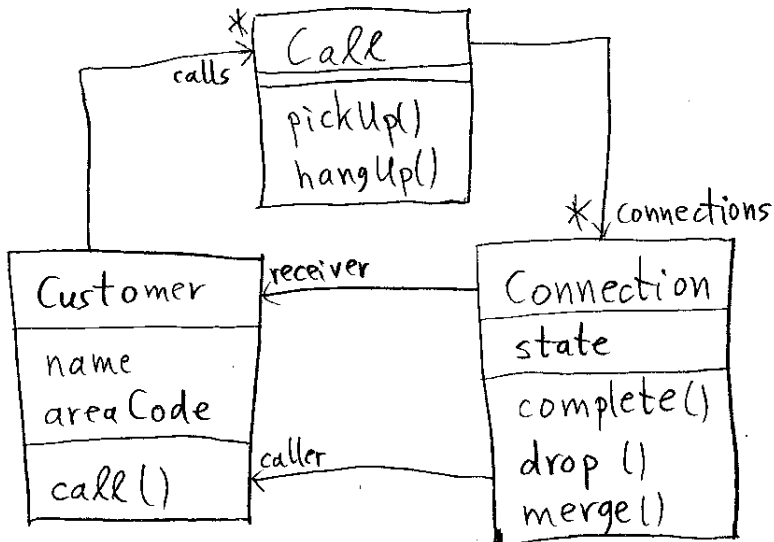 *
calls
Call
pickUp()
hangUp()
* connections
Customer
name
areaCode
call()
receiver
caller
Connection
state
complete()
drop ()
merge()